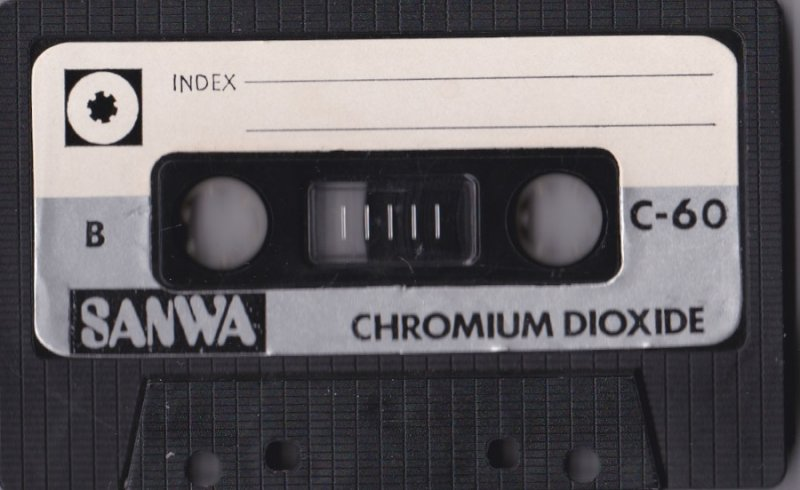 INDEX
B
C-60
SANWA
CHROMIUM DIOXIDE